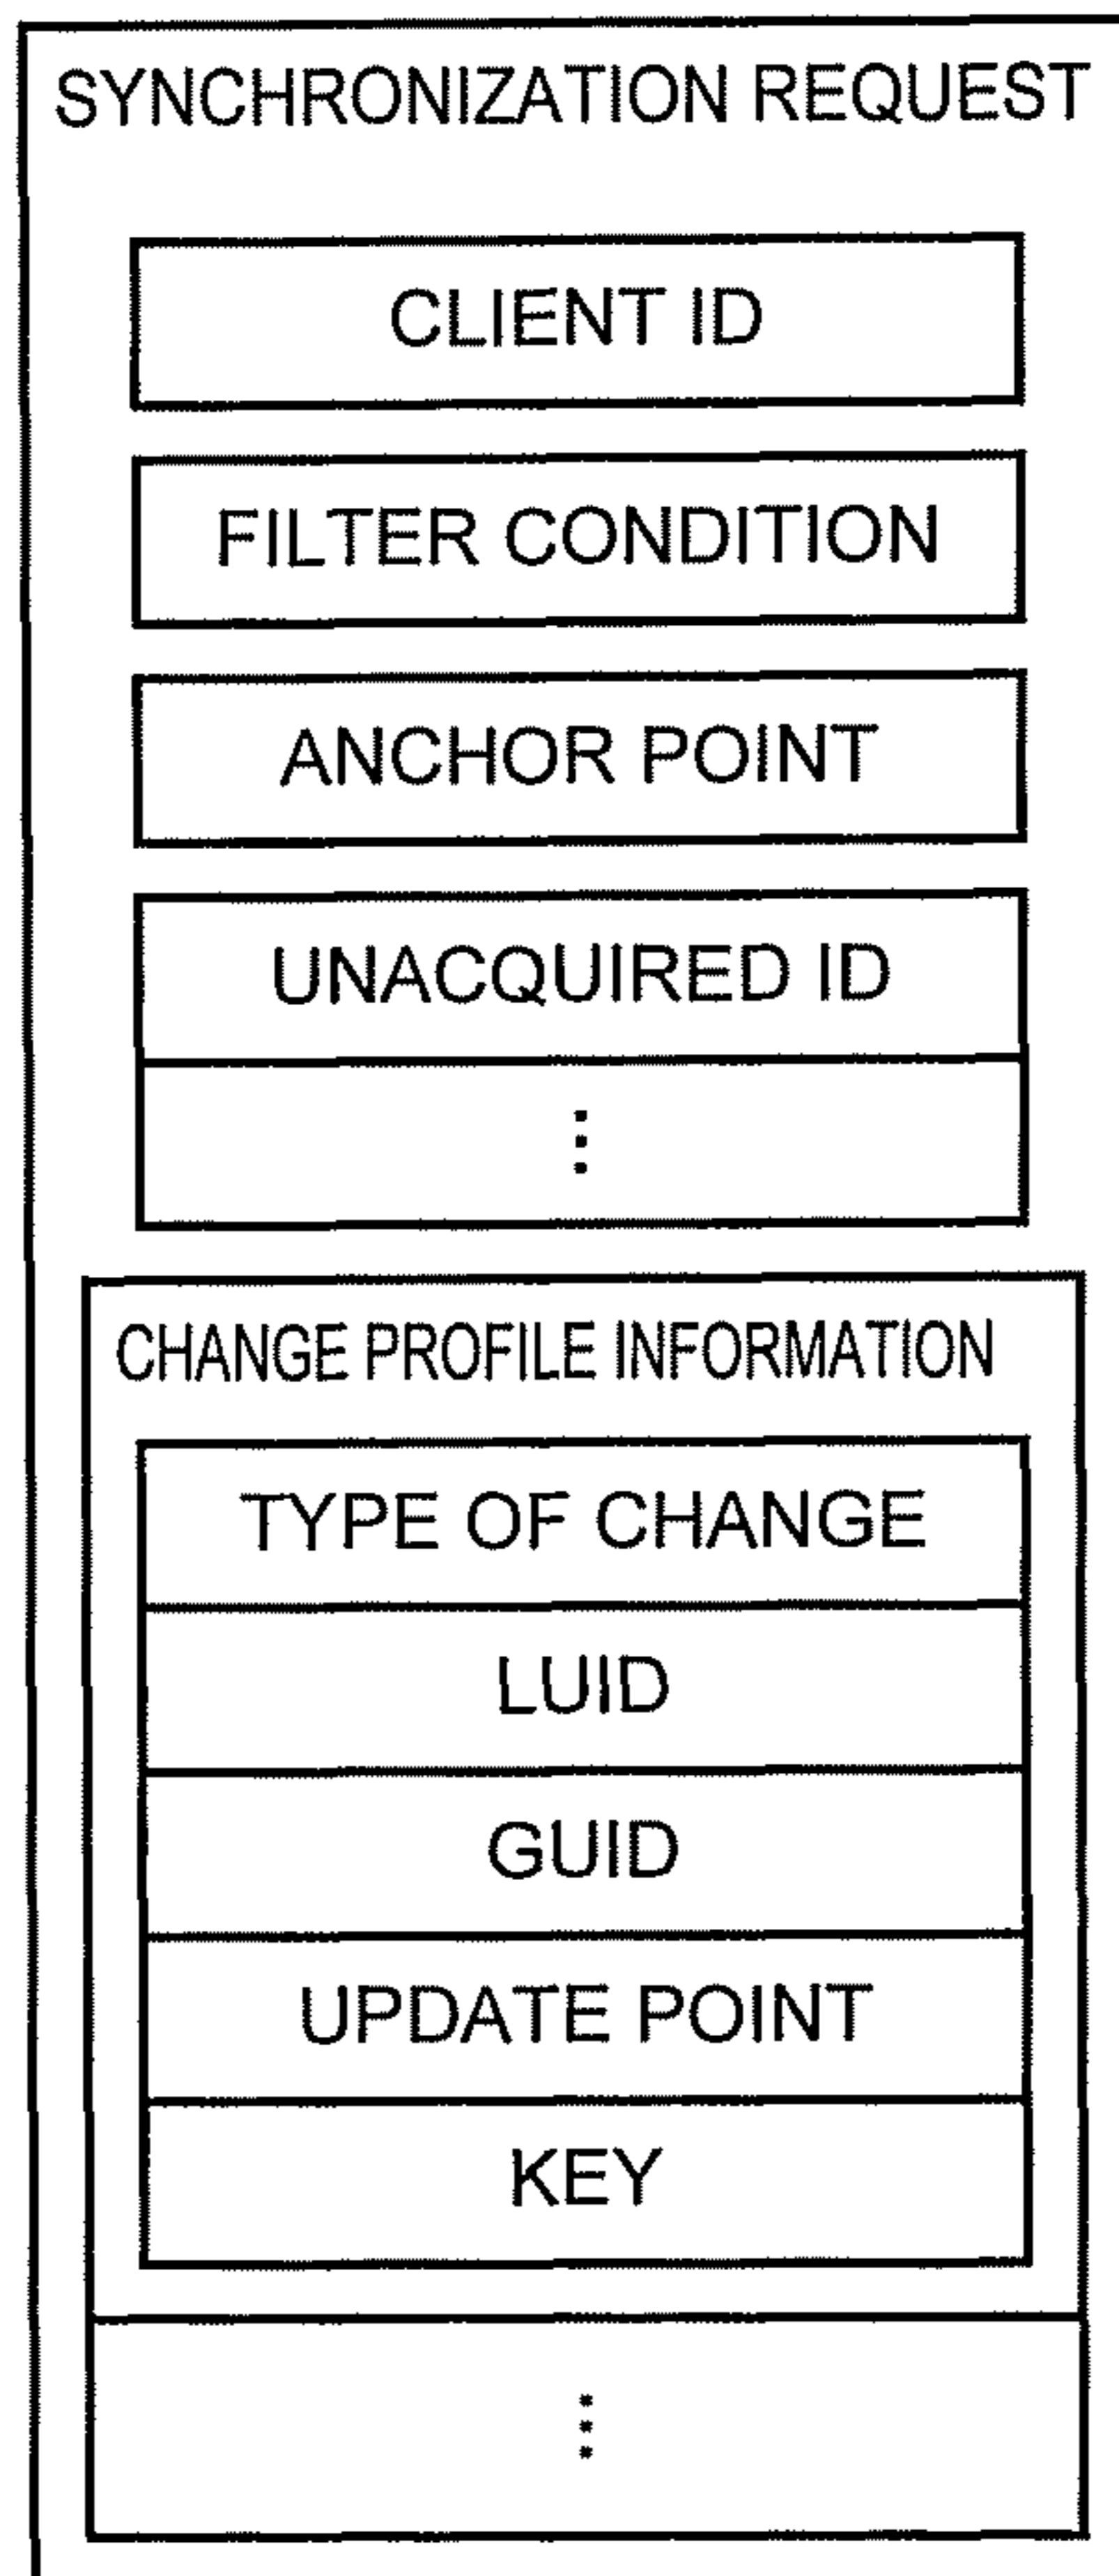 SYNCHRONIZATION REQUEST
CLIENT ID
FILTER CONDITION
ANCHOR POINT
UNACQUIRED ID
⋮
CHANGE PROFILE INFORMATION
TYPE OF CHANGE
LUID
GUID
UPDATE POINT
KEY
⋮